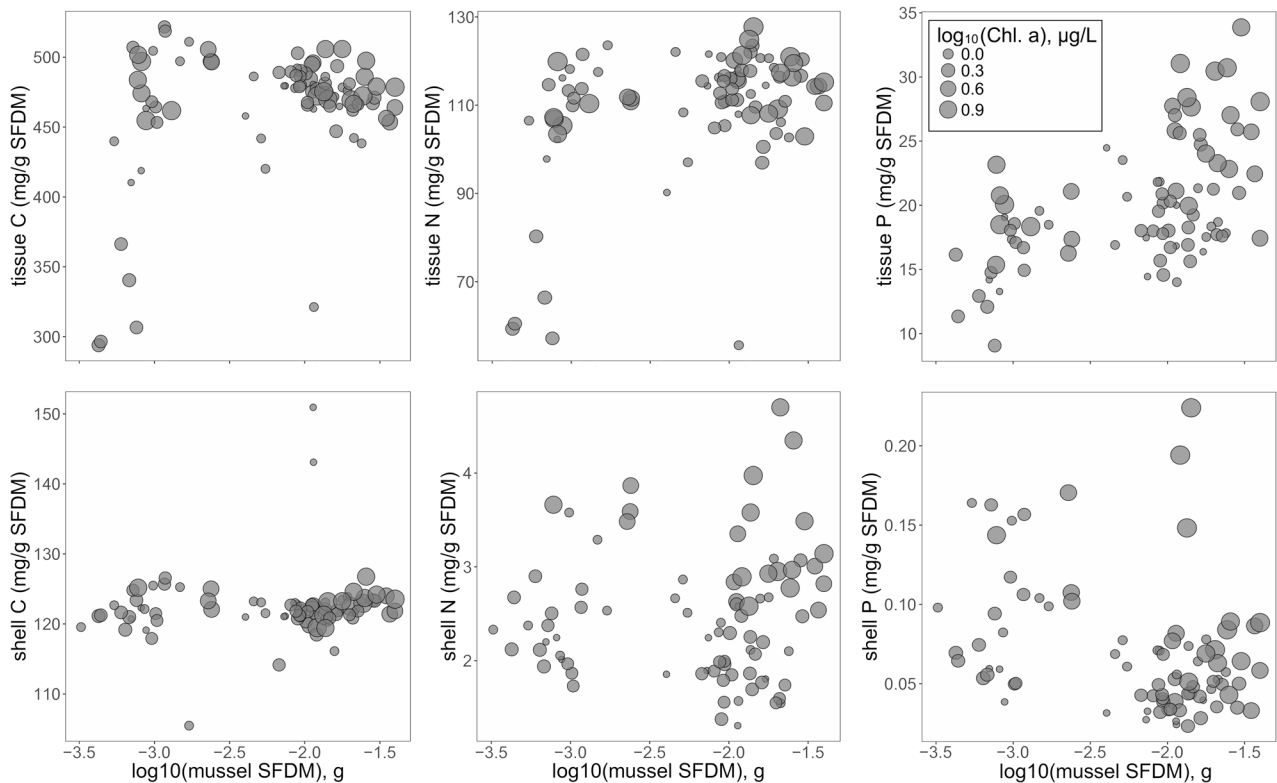 500
450
400
350
300
tissue C (mg/g SFDM)
130
110
90
70
tissue N (mg/g SFDM)
35
30
25
20
15
10
tissue P (mg/g SFDM)
log10(Chl. a), µg/L
0.0
0.3
0.6
0.9
150
140
130
120
110
shell C (mg/g SFDM)
−3.5 −3.0 −2.5 −2.0 −1.5
log10(mussel SFDM), g
4
3
2
shell N (mg/g SFDM)
−3.5 −3.0 −2.5 −2.0 −1.5
log10(mussel SFDM), g
0.20
0.15
0.10
0.05
shell P (mg/g SFDM)
−3.5 −3.0 −2.5 −2.0 −1.5
log10(mussel SFDM), g